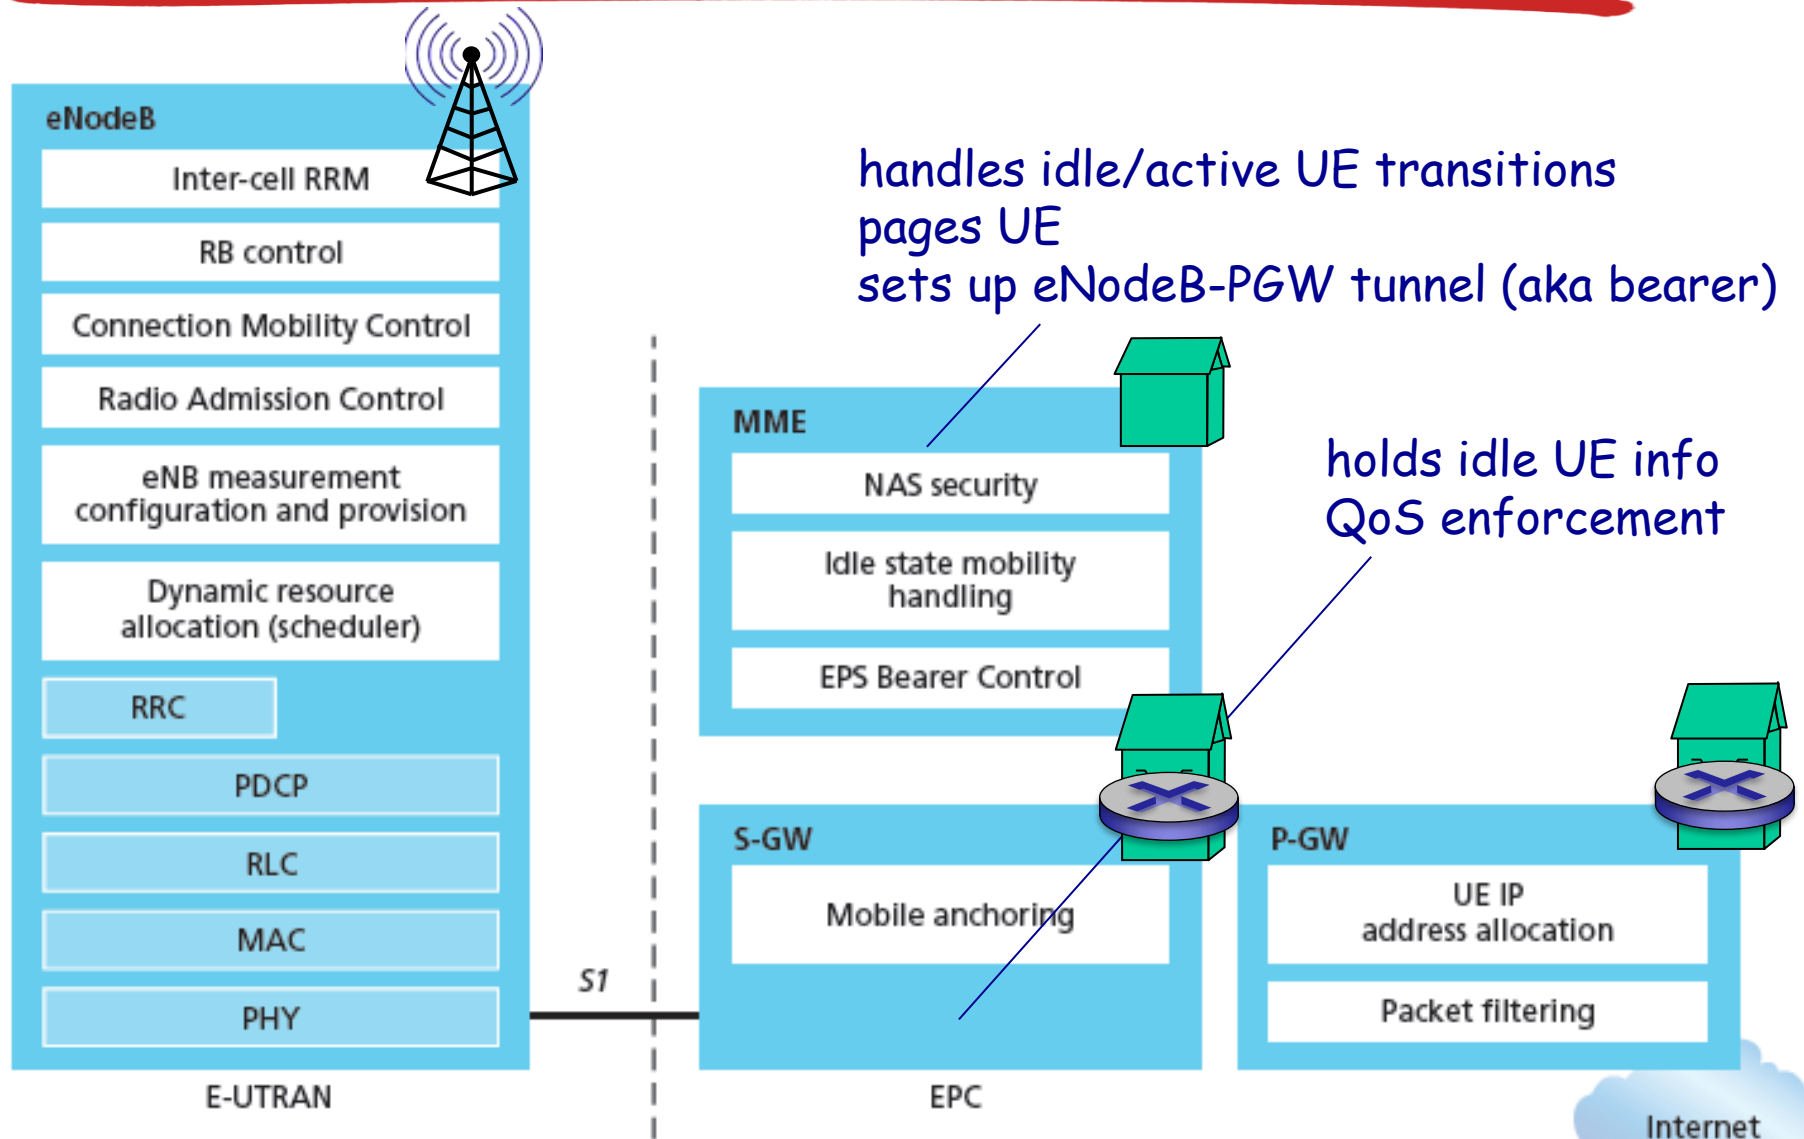 eNodeB
Inter-cell RRM
RB control
Connection Mobility Control
Radio Admission Control
eNB measurement
configuration and provision
Dynamic resource
allocation (scheduler)
RRC
PDCP
RLC
MAC
PHY
E-UTRAN
S1
handles idle/active UE transitions
pages UE
sets up eNodeB-PGW tunnel (aka bearer)
MME
NAS security
Idle state mobility
handling
EPS Bearer Control
holds idle UE info
QoS enforcement
S-GW
Mobile anchoring
EPC
P-GW
UE IP
address allocation
Packet filtering
Internet